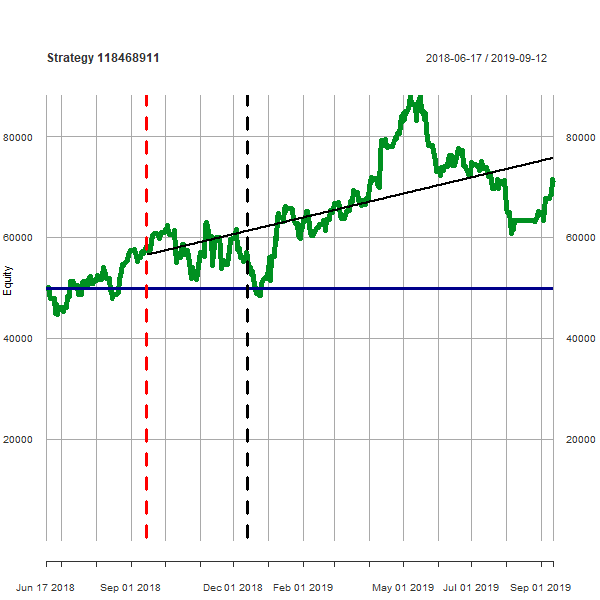 Strategy 118468911 2018-06-17 / 2019-09-12
80000 80000
60000 60000
Equity
40000 40000
20000 20000
Jun 17 2018 Sep 01 2018 Dec 01 2018 Feb 01 2019 May 01 2019 Jul 01 2019 Sep 01 2019